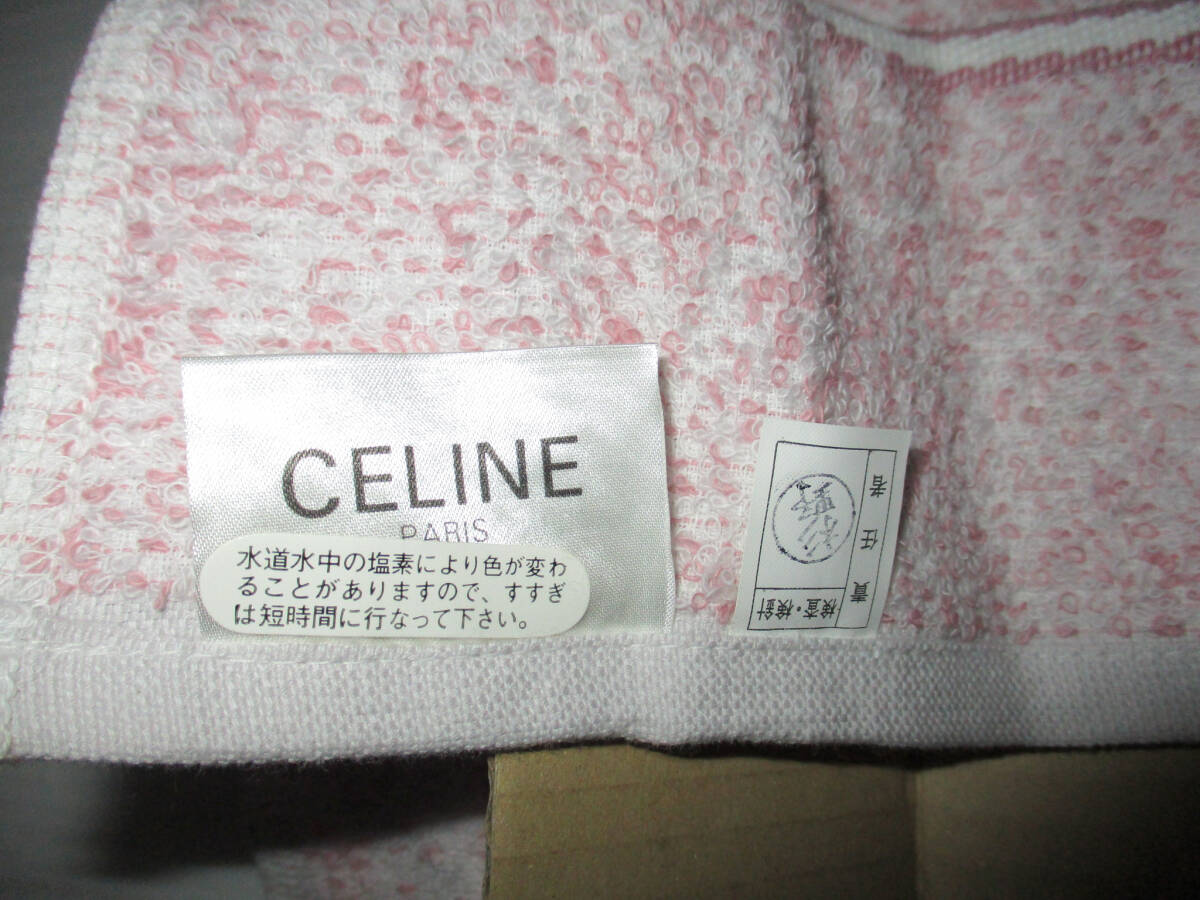 CELINE
PARIS
水道水中の塩素により色が変わ
ることがありますので、すすぎ
は短時間に行なって下さい。
検査・検針
責任者